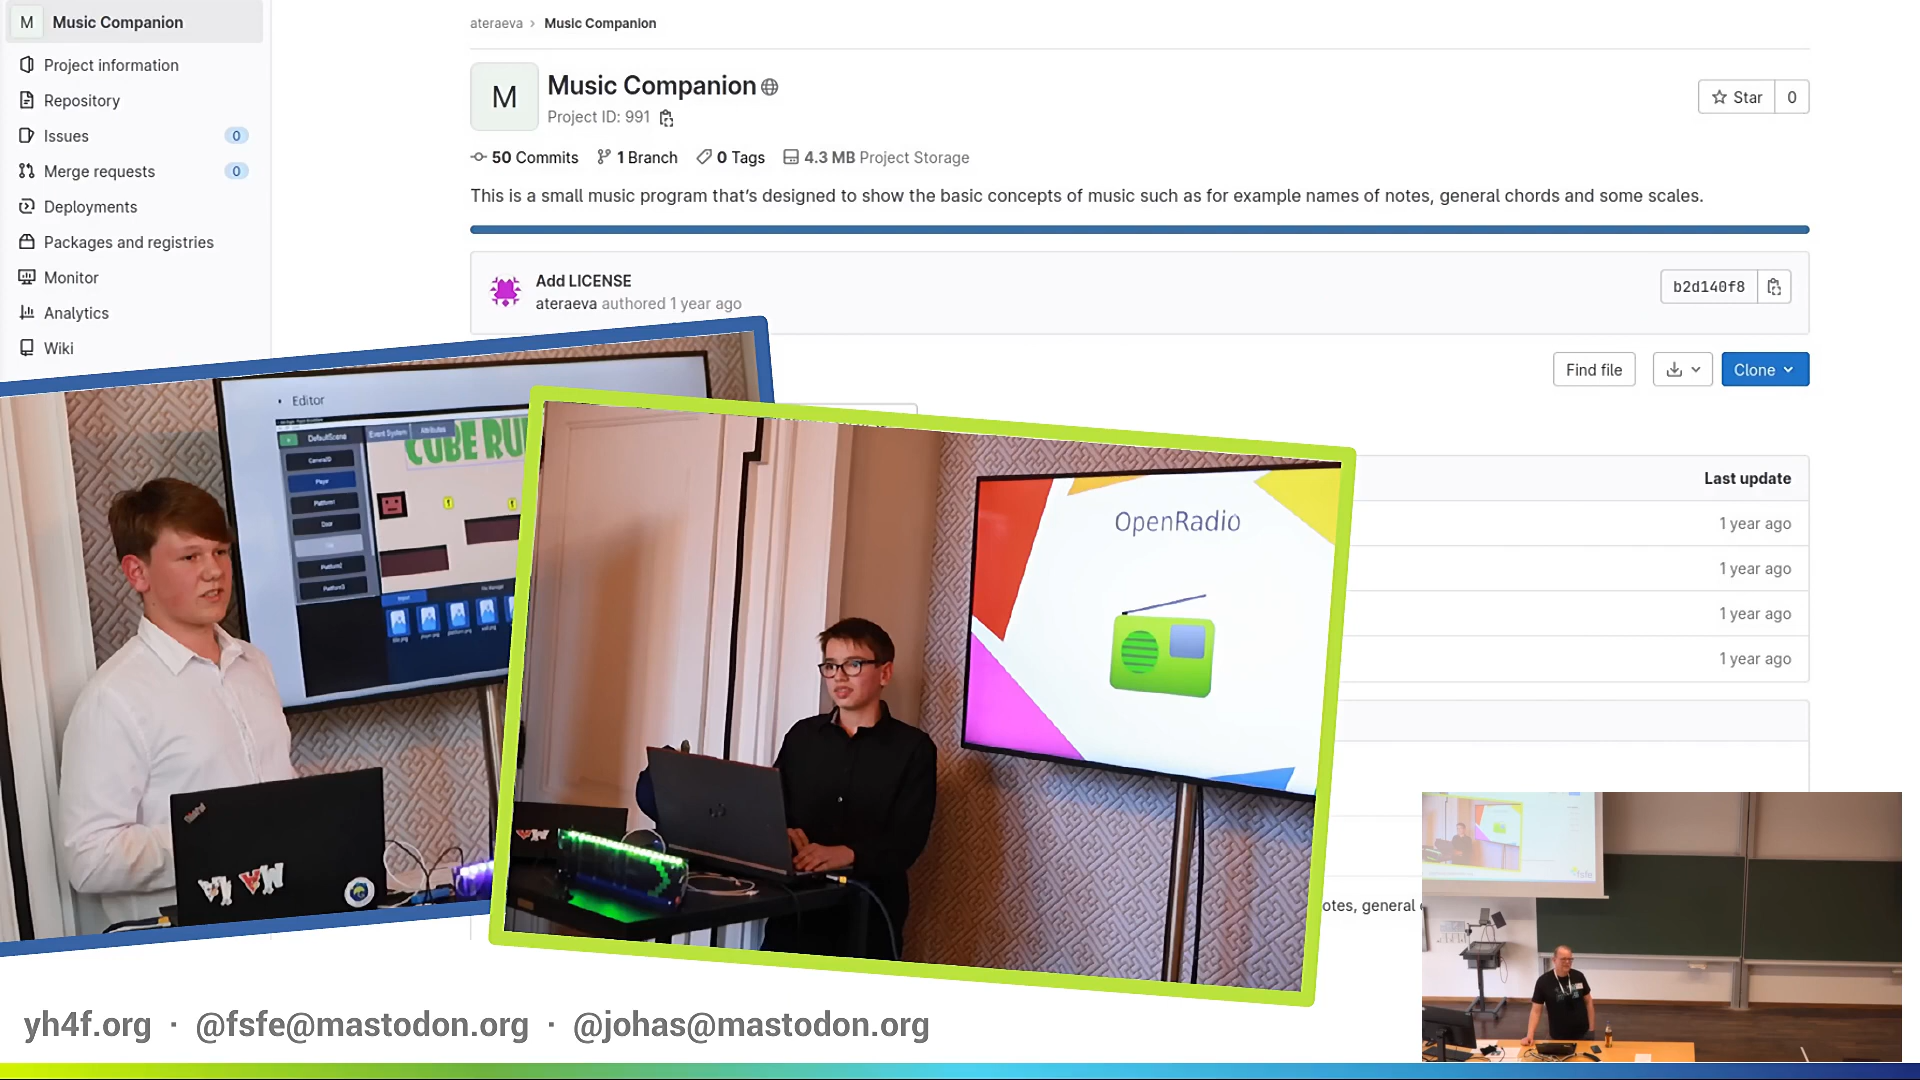 M Music Companion
Project information
Repository
Issues 0
Merge requests 0
Deployments
Packages and registries
Monitor
Analytics
Wiki
ateraeva › Music Companion
M
Music Companion
Project ID: 991
Star 0
50 Commits 1 Branch 0 Tags 4.3 MB Project Storage
This is a small music program that's designed to show the basic concepts of music such as for example names of notes, general chords and some scales.
Add LICENSE
ateraeva authored 1 year ago
b2d140f8
Find file
Clone
Last update
1 year ago
1 year ago
1 year ago
1 year ago
otes, general
Editor
DefaultScene
Event System
Attributes
CUBE RU
OpenRadio
fsfe
yh4f.org · @fsfe@mastodon.org · @johas@mastodon.org